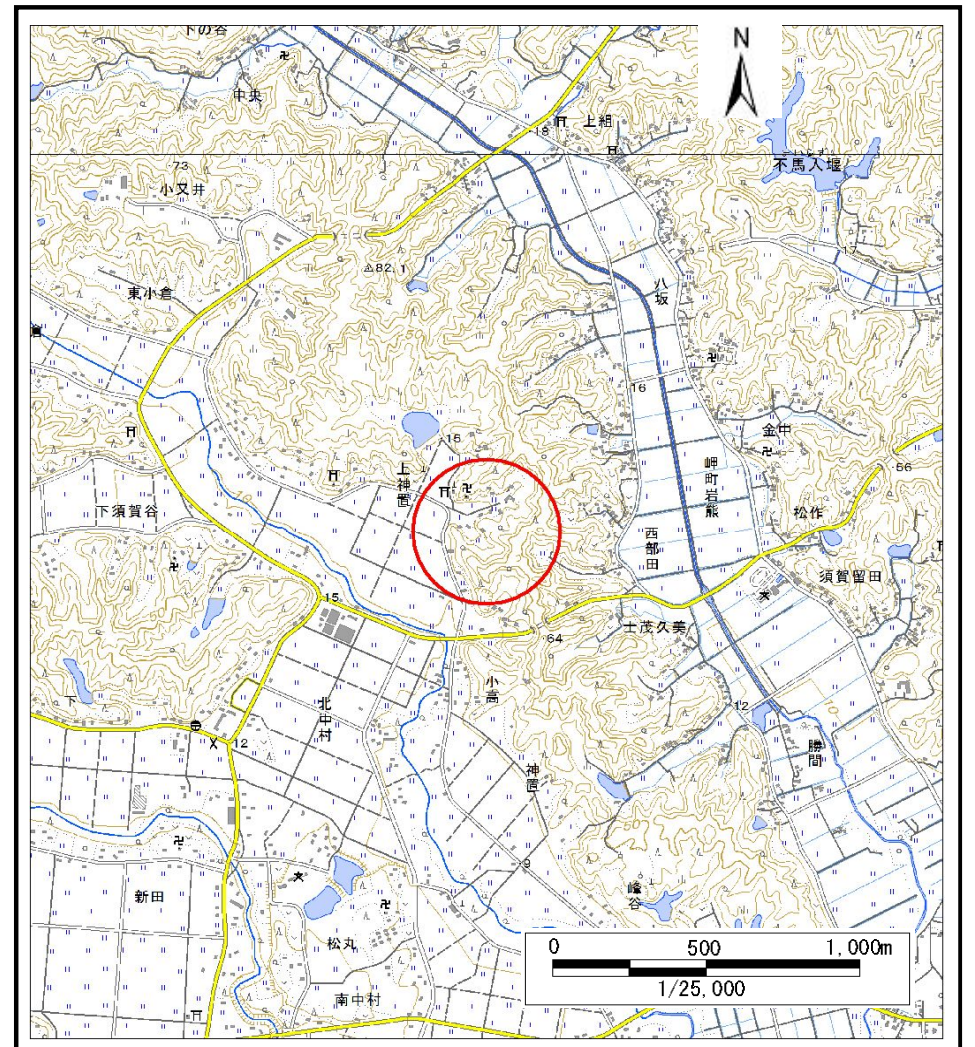 下の谷
N
中央
18
上組
73
小又井
不馬入堰
17
82.1
八坂
東小倉
16
金中
56
上神置
岬町岩熊
松作
下須賀谷
西部田
須賀留田
15
64
士茂久美
下
小高
12
北中村
12
神置
勝間
9
新田
峰谷
松丸
0 500 1,000m
1/25,000
南中村